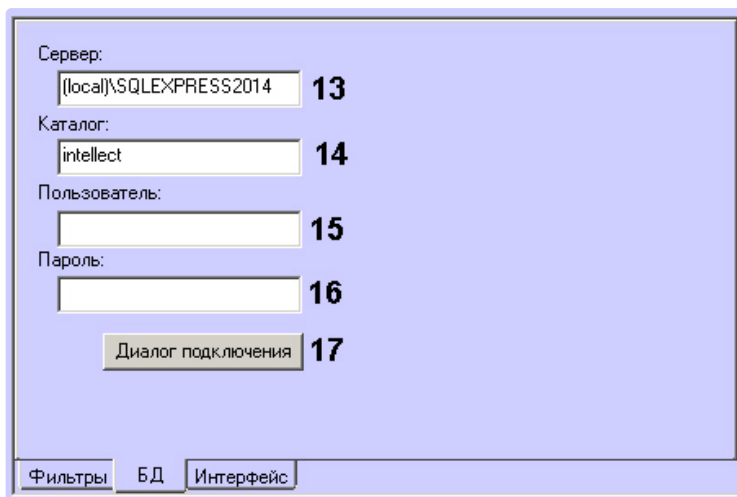 Сервер:
(local)\SQLEXPRESS2014 13
Каталог:
intellect 14
Пользователь:
15
Пароль:
16
Диалог подключения 17
Фильтры БД Интерфейс